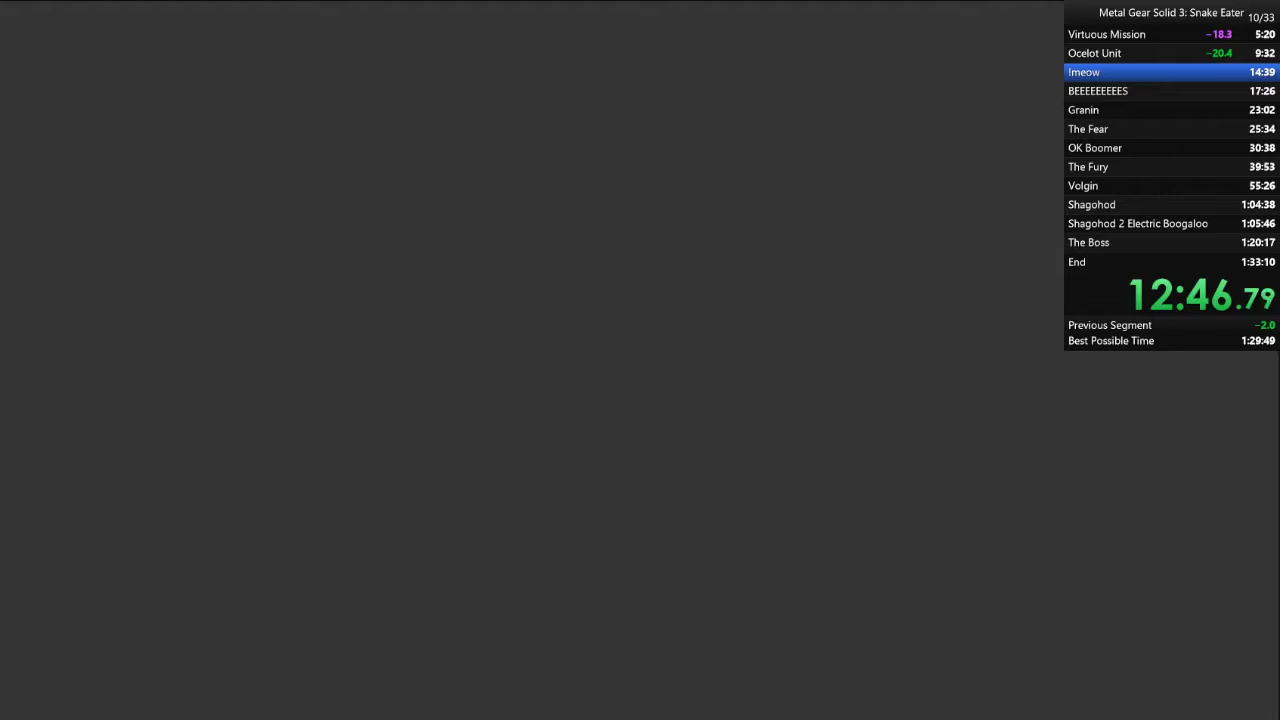 Metal Gear Solid 3: Snake Eater 10/33
Virtuous Mission −18.3 5:20
Ocelot Unit −20.4 9:32
!meow 14:39
BEEEEEEEEES 17:26
Granin 23:02
The Fear 25:34
OK Boomer 30:38
The Fury 39:53
Volgin 55:26
Shagohod 1:04:38
Shagohod 2 Electric Boogaloo 1:05:46
The Boss 1:20:17
End 1:33:10
12:46.79
Previous Segment −2.0
Best Possible Time 1:29:49